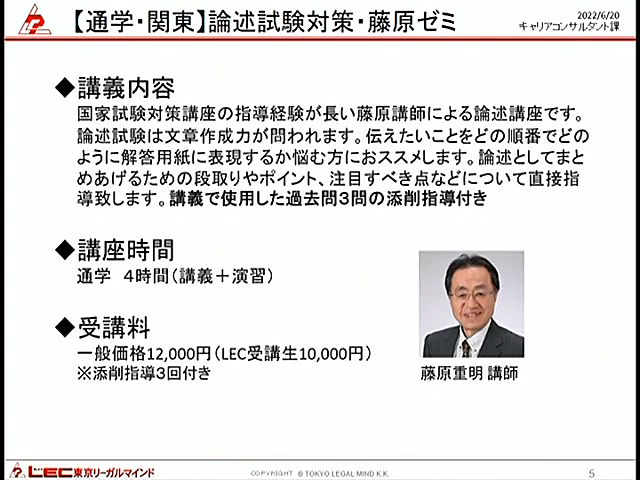 【通学・関東】論述試験対策・藤原ゼミ
2022/6/20
キャリアコンサルタント課
◆講義内容
国家試験対策講座の指導経験が長い藤原講師による論述講座です。
論述試験は文章作成力が問われます。伝えたいことをどの順番でどの
ように解答用紙に表現するか悩む方におススメします。論述としてまと
めあげるための段取りやポイント、注目すべき点などについて直接指
導致します。講義で使用した過去問３問の添削指導付き
◆講座時間
通学　４時間（講義＋演習）
◆受講料
一般価格12,000円（LEC受講生10,000円）
※添削指導３回付き
藤原重明 講師
LEC東京リーガルマインド
COPYRIGHT © TOKYO LEGAL MIND K.K.
5